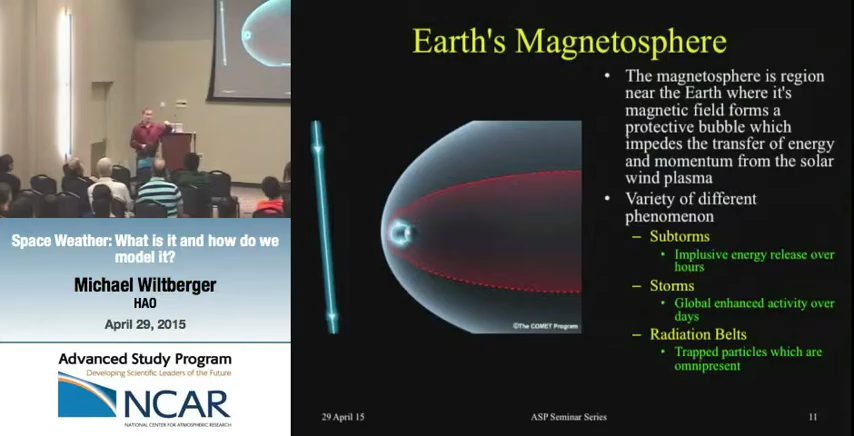 Space Weather: What is it and how do we
model it?
Michael Wiltberger
HAO
April 29, 2015
Advanced Study Program
Developing Scientific Leaders of the Future
NCAR
NATIONAL CENTER FOR ATMOSPHERIC RESEARCH
Earth's Magnetosphere
• The magnetosphere is region
near the Earth where it's
magnetic field forms a
protective bubble which
impedes the transfer of energy
and momentum from the solar
wind plasma
• Variety of different
phenomenon
– Subtorms
• Implusive energy release over
hours
– Storms
• Global enhanced activity over
days
– Radiation Belts
• Trapped particles which are
omnipresent
©The COMET Program
29 April 15
ASP Seminar Series
11